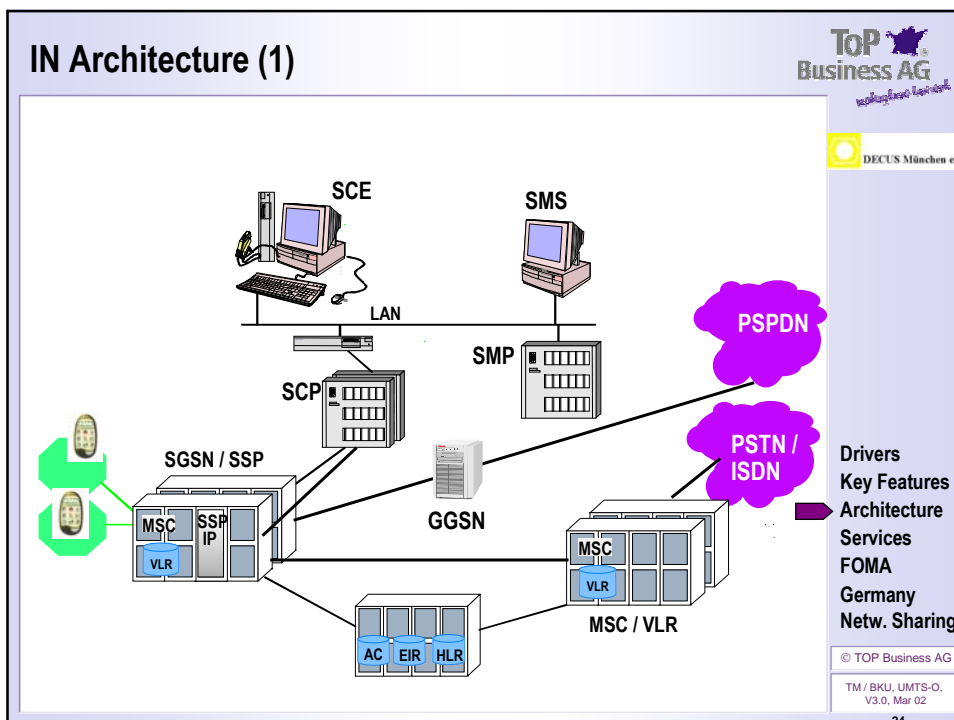 IN Architecture (1)
ToP
Business AG
DECUS München e
SCE
SMS
LAN
PSPDN
SMP
SCP
PSTN /
ISDN
SGSN / SSP
GGSN
MSC
SSP
IP
VLR
MSC
VLR
MSC / VLR
AC
EIR
HLR
Drivers
Key Features
Architecture
Services
FOMA
Germany
Netw. Sharing
© TOP Business AG
TM / BKU, UMTS-O,
V3.0, Mar 02